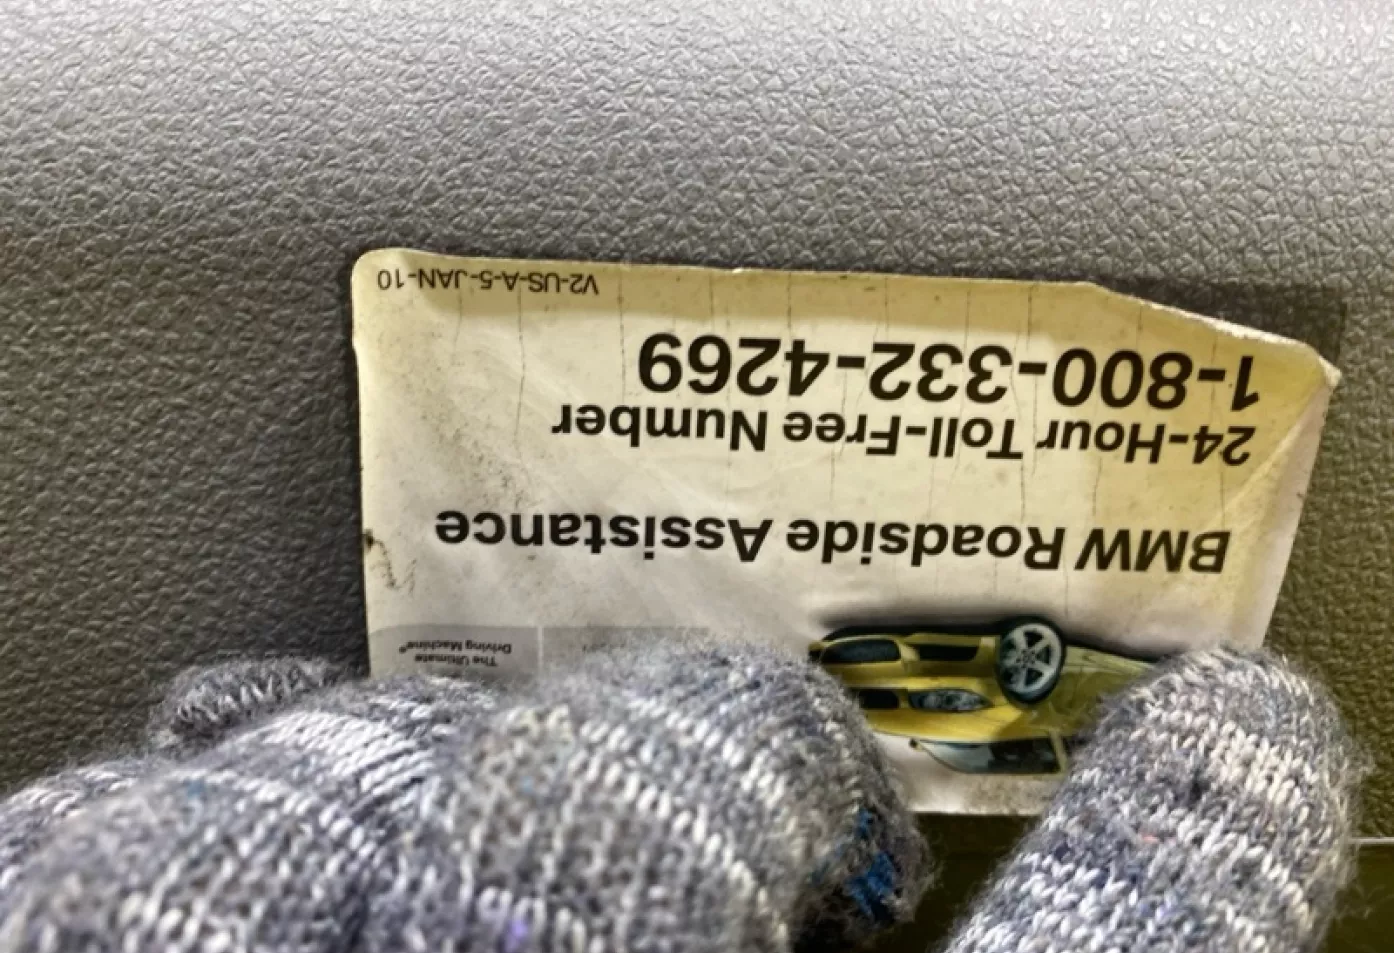 The Ultimate
Driving Machine®
BMW Roadside Assistance
24-Hour Toll-Free Number
1-800-332-4269
V2-US-A-5-JAN-10